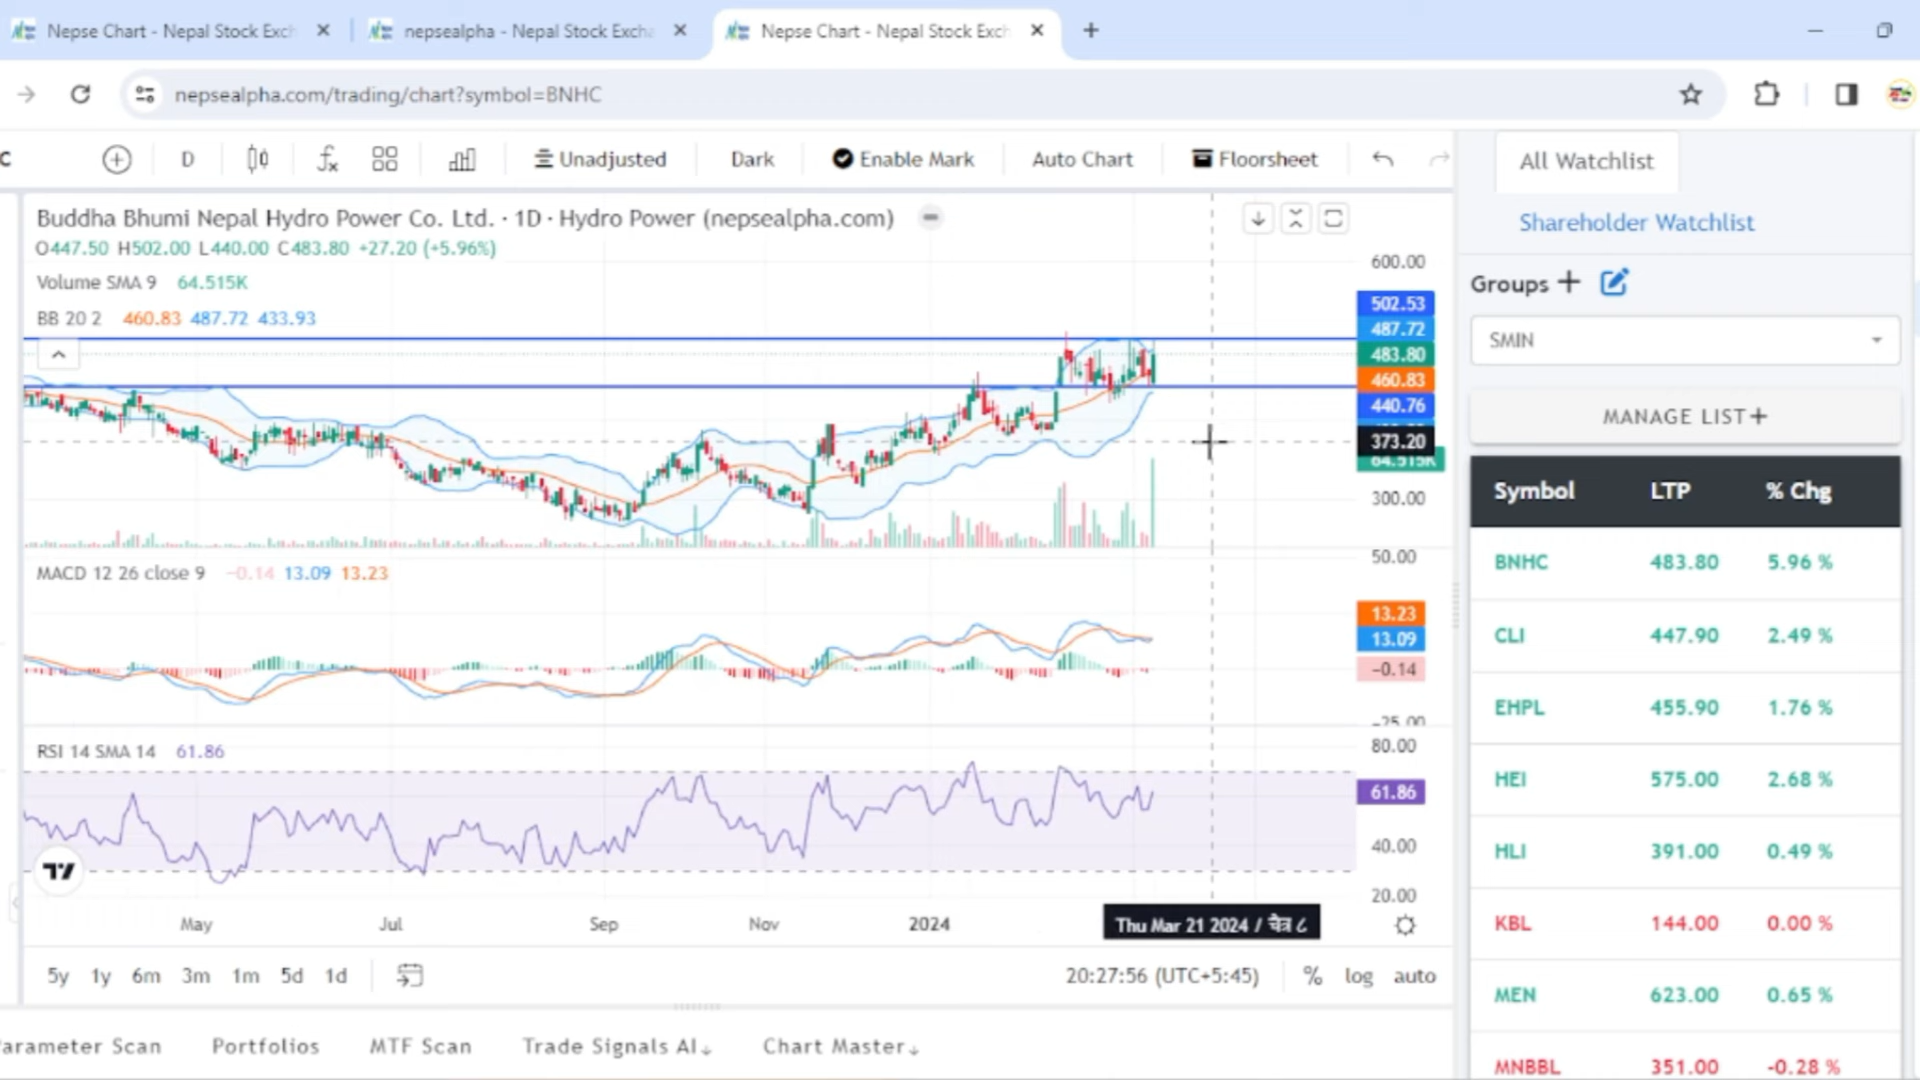 Nepse Chart - Nepal Stock Exch
nepsealpha - Nepal Stock Excha
Nepse Chart - Nepal Stock Exch
nepsealpha.com/trading/chart?symbol=BNHC
C D Unadjusted Dark Enable Mark Auto Chart Floorsheet
Buddha Bhumi Nepal Hydro Power Co. Ltd. · 1D · Hydro Power (nepsealpha.com)
O447.50 H502.00 L440.00 C483.80 +27.20 (+5.96%)
Volume SMA 9 64.515K
BB 20 2 460.83 487.72 433.93
600.00
502.53
487.72
483.80
460.83
440.76
373.20
64.515K
300.00
MACD 12 26 close 9 −0.14 13.09 13.23
50.00
13.23
13.09
−0.14
−25.00
RSI 14 SMA 14 61.86
80.00
61.86
40.00
20.00
May Jul Sep Nov 2024 Thu Mar 21 2024 / चैत्र ८
5y 1y 6m 3m 1m 5d 1d 20:27:56 (UTC+5:45) % log auto
arameter Scan Portfolios MTF Scan Trade Signals AI↓ Chart Master↓
All Watchlist
Shareholder Watchlist
Groups +
SMIN
MANAGE LIST+
Symbol LTP % Chg
BNHC 483.80 5.96 %
CLI 447.90 2.49 %
EHPL 455.90 1.76 %
HEI 575.00 2.68 %
HLI 391.00 0.49 %
KBL 144.00 0.00 %
MEN 623.00 0.65 %
MNBBL 351.00 -0.28 %